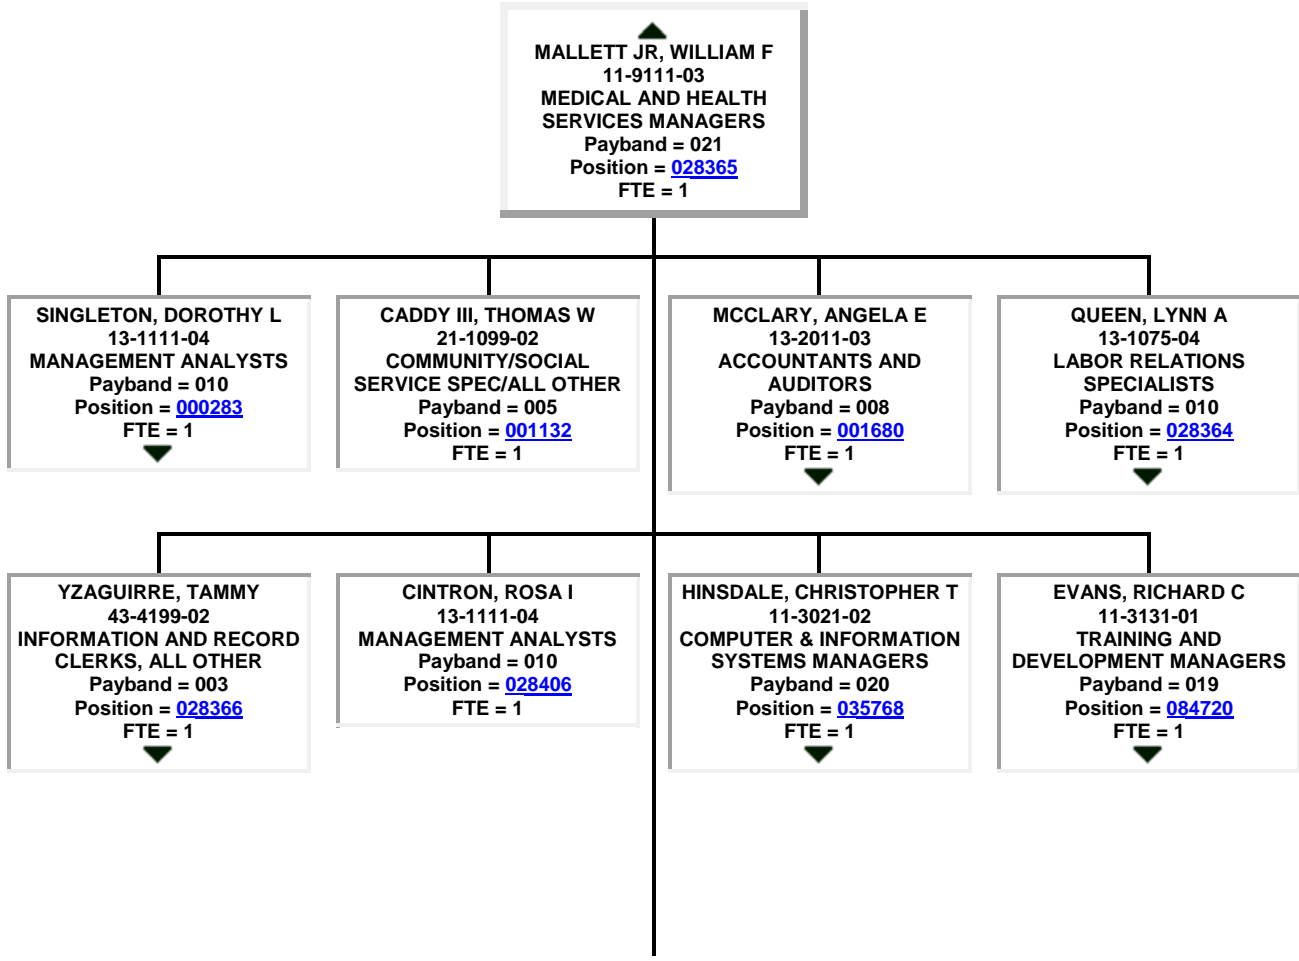 MALLETT JR, WILLIAM F
11-9111-03
MEDICAL AND HEALTH
SERVICES MANAGERS
Payband = 021
Position = 028365
FTE = 1
SINGLETON, DOROTHY L
13-1111-04
MANAGEMENT ANALYSTS
Payband = 010
Position = 000283
FTE = 1
CADDY III, THOMAS W
21-1099-02
COMMUNITY/SOCIAL
SERVICE SPEC/ALL OTHER
Payband = 005
Position = 001132
FTE = 1
MCCLARY, ANGELA E
13-2011-03
ACCOUNTANTS AND
AUDITORS
Payband = 008
Position = 001680
FTE = 1
QUEEN, LYNN A
13-1075-04
LABOR RELATIONS
SPECIALISTS
Payband = 010
Position = 028364
FTE = 1
YZAGUIRRE, TAMMY
43-4199-02
INFORMATION AND RECORD
CLERKS, ALL OTHER
Payband = 003
Position = 028366
FTE = 1
CINTRON, ROSA I
13-1111-04
MANAGEMENT ANALYSTS
Payband = 010
Position = 028406
FTE = 1
HINSDALE, CHRISTOPHER T
11-3021-02
COMPUTER & INFORMATION
SYSTEMS MANAGERS
Payband = 020
Position = 035768
FTE = 1
EVANS, RICHARD C
11-3131-01
TRAINING AND
DEVELOPMENT MANAGERS
Payband = 019
Position = 084720
FTE = 1